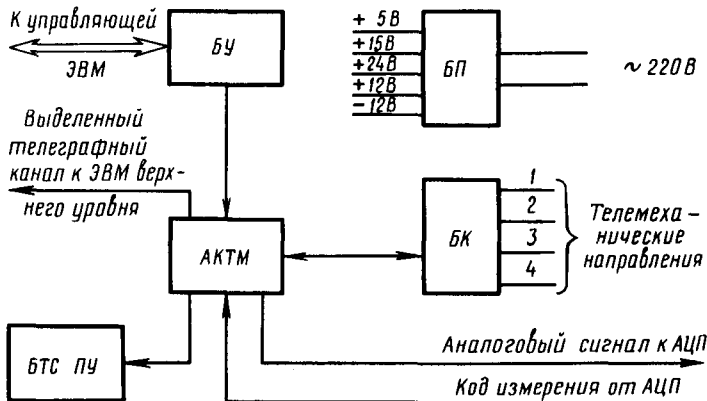 К управляющей
ЭВМ
БУ
+ 5В
+15В
+24В
+12В
-12В
БП
~220В
Выделенный
телеграфный
канал к ЭВМ верх-
него уровня
АКТМ
БК
1
2
3
4
Телемеха-
нические
направления
БТС ПУ
Аналоговый сигнал к АЦП
Код измерения от АЦП